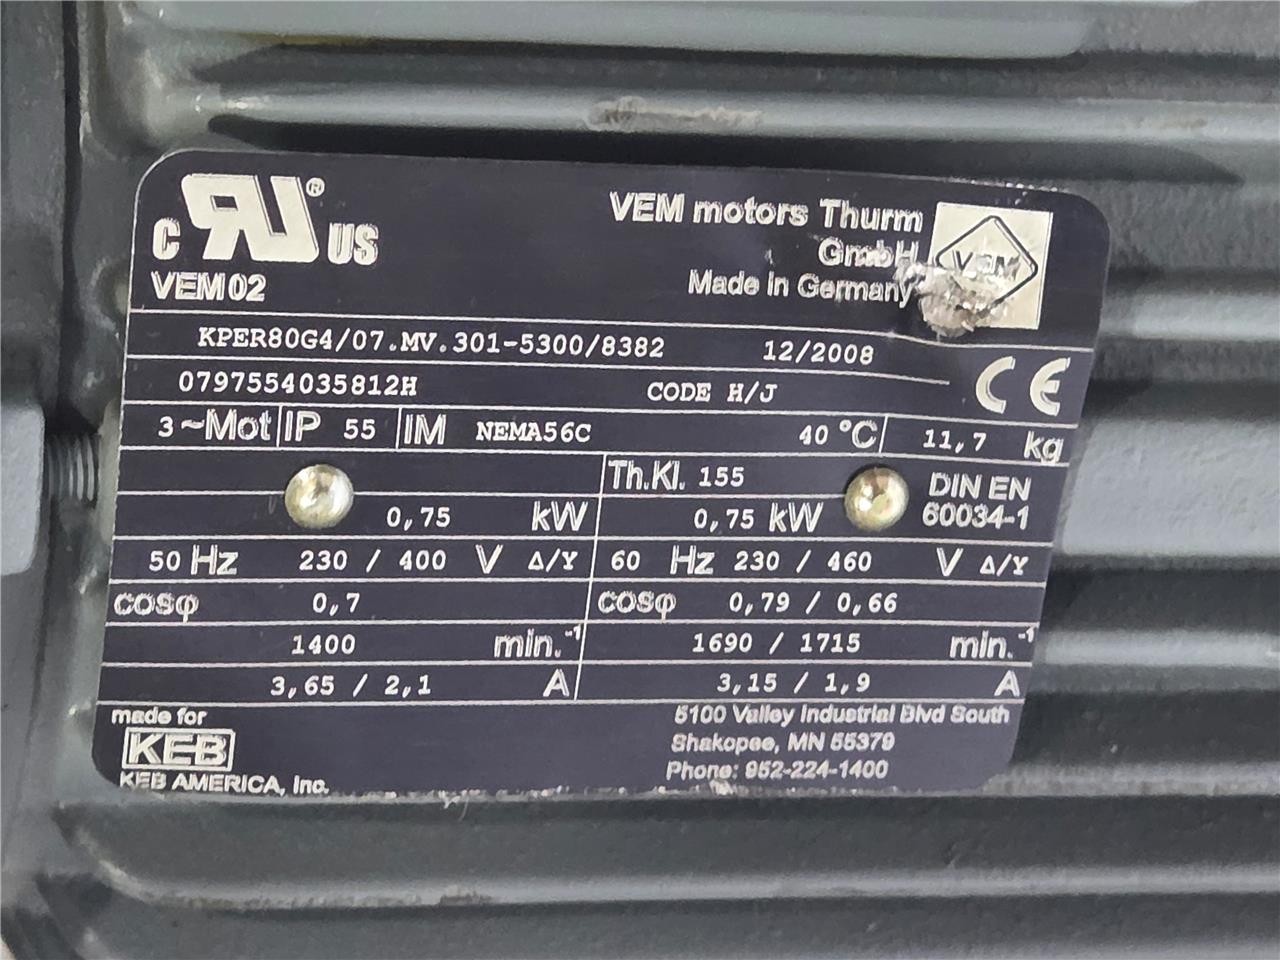 c RU ® US
VEM 02
VEM motors Thurm
GmbH
Made in Germany
VEM
KPER80G4/07.MV.301-5300/8382 12/2008
0797554035812H CODE H/J CE
3 ~Mot IP 55 IM NEMA56C 40 °C 11,7 kg
Th.Kl. 155 DIN EN
0,75 kW 0,75 kW 60034-1
50 Hz 230 / 400 V Δ/Y 60 Hz 230 / 460 V Δ/Y
cosφ 0,7 cosφ 0,79 / 0,66
1400 min.-1 1690 / 1715 min.-1
3,65 / 2,1 A 3,15 / 1,9 A
made for
KEB
KEB AMERICA, Inc.
5100 Valley Industrial Blvd South
Shakopee, MN 55379
Phone: 952-224-1400